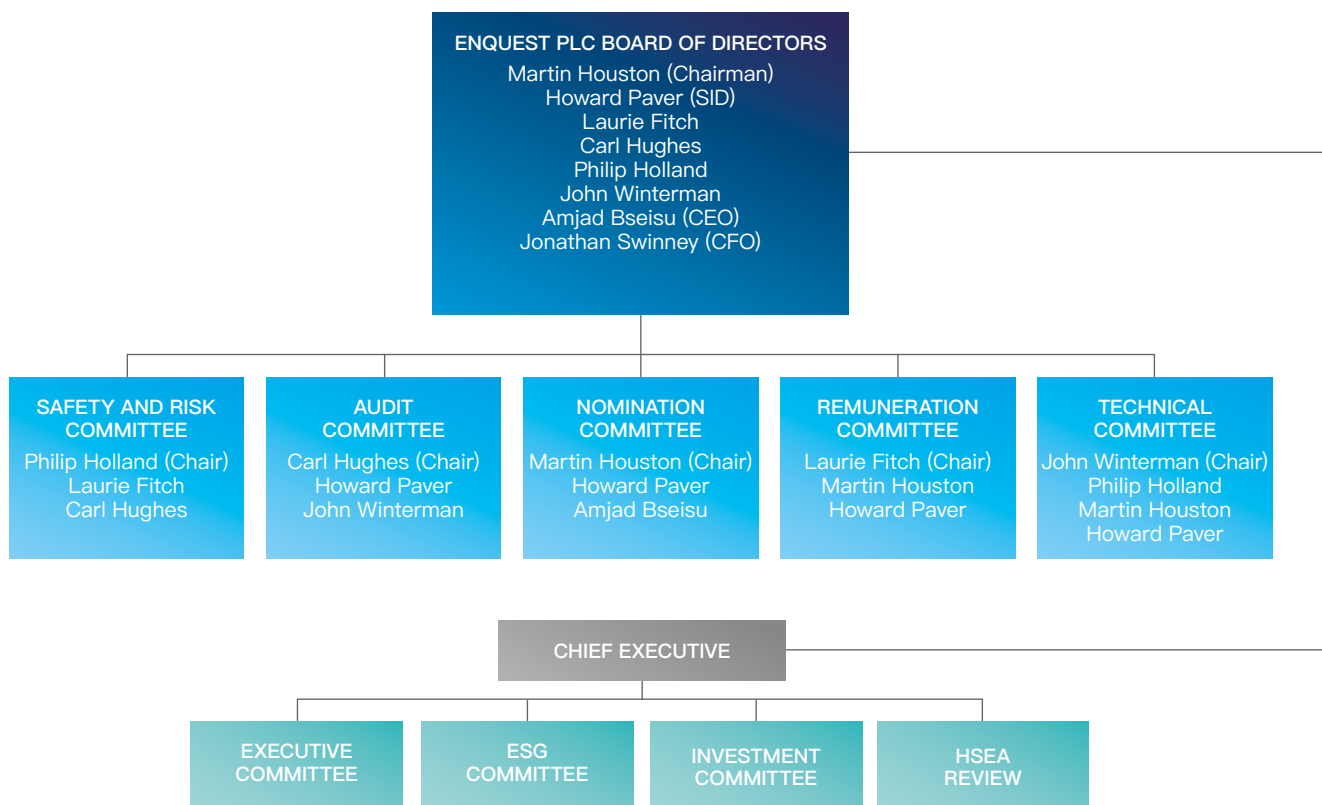 ENQUEST PLC BOARD OF DIRECTORS
Martin Houston (Chairman)
Howard Paver (SID)
Laurie Fitch
Carl Hughes
Philip Holland
John Winterman
Amjad Bseisu (CEO)
Jonathan Swinney (CFO)
SAFETY AND RISK
COMMITTEE
Philip Holland (Chair)
Laurie Fitch
Carl Hughes
AUDIT
COMMITTEE
Carl Hughes (Chair)
Howard Paver
John Winterman
NOMINATION
COMMITTEE
Martin Houston (Chair)
Howard Paver
Amjad Bseisu
REMUNERATION
COMMITTEE
Laurie Fitch (Chair)
Martin Houston
Howard Paver
TECHNICAL
COMMITTEE
John Winterman (Chair)
Philip Holland
Martin Houston
Howard Paver
CHIEF EXECUTIVE
EXECUTIVE
COMMITTEE
ESG
COMMITTEE
INVESTMENT
COMMITTEE
HSEA
REVIEW